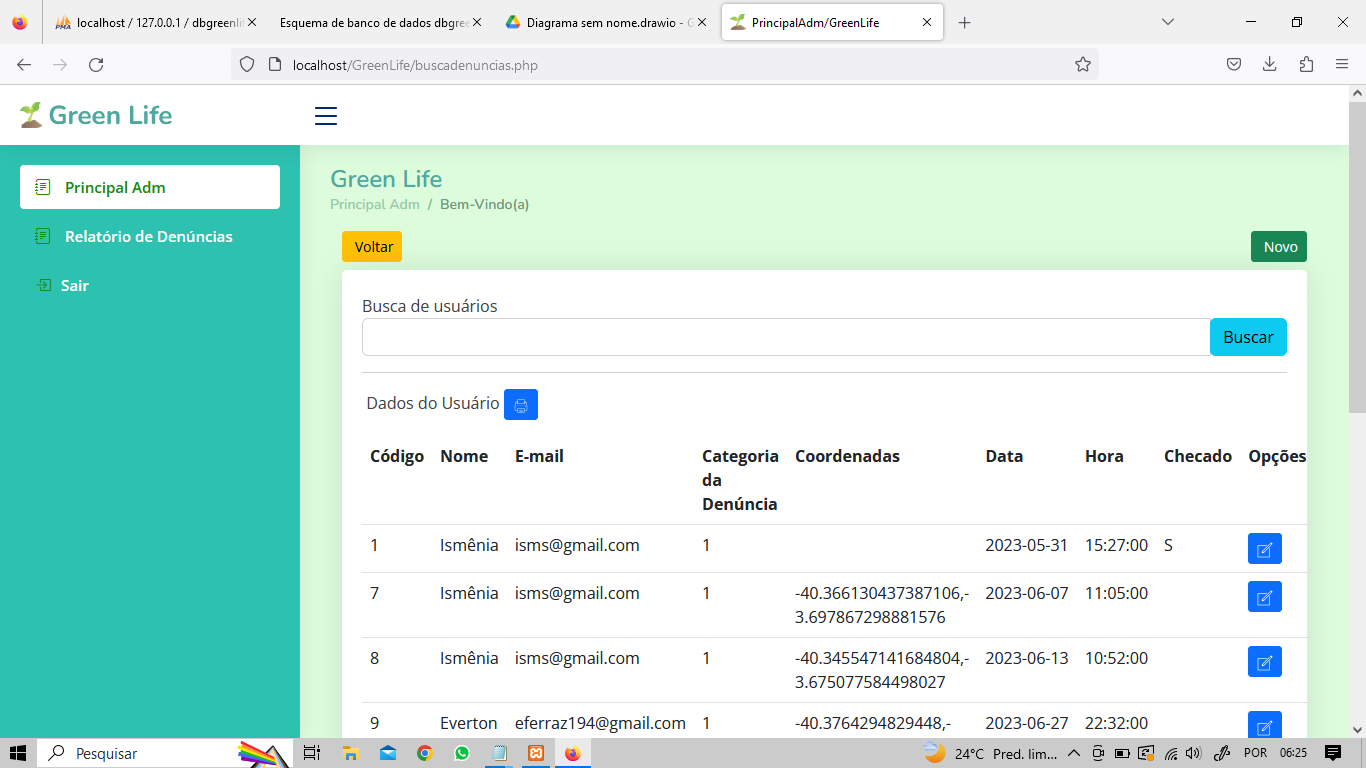 localhost / 127.0.0.1 / dbgreenlif
Esquema de banco de dados dbgree
Diagrama sem nome.drawio - G
PrincipalAdm/GreenLife
localhost/GreenLife/buscadenuncias.php
Green Life
Principal Adm
Relatório de Denúncias
Sair
Green Life
Principal Adm / Bem-Vindo(a)
Voltar
Novo
Busca de usuários
Buscar
Dados do Usuário
Código Nome E-mail Categoria da Denúncia Coordenadas Data Hora Checado Opções
1 Ismênia isms@gmail.com 1 2023-05-31 15:27:00 S
7 Ismênia isms@gmail.com 1 -40.366130437387106,- 2023-06-07 11:05:00
3.697867298881576
8 Ismênia isms@gmail.com 1 -40.345547141684804,- 2023-06-13 10:52:00
3.675077584498027
9 Everton eferraz194@gmail.com 1 -40.3764294829448,- 2023-06-27 22:32:00
Pesquisar
24°C Pred. lim...
POR
06:25